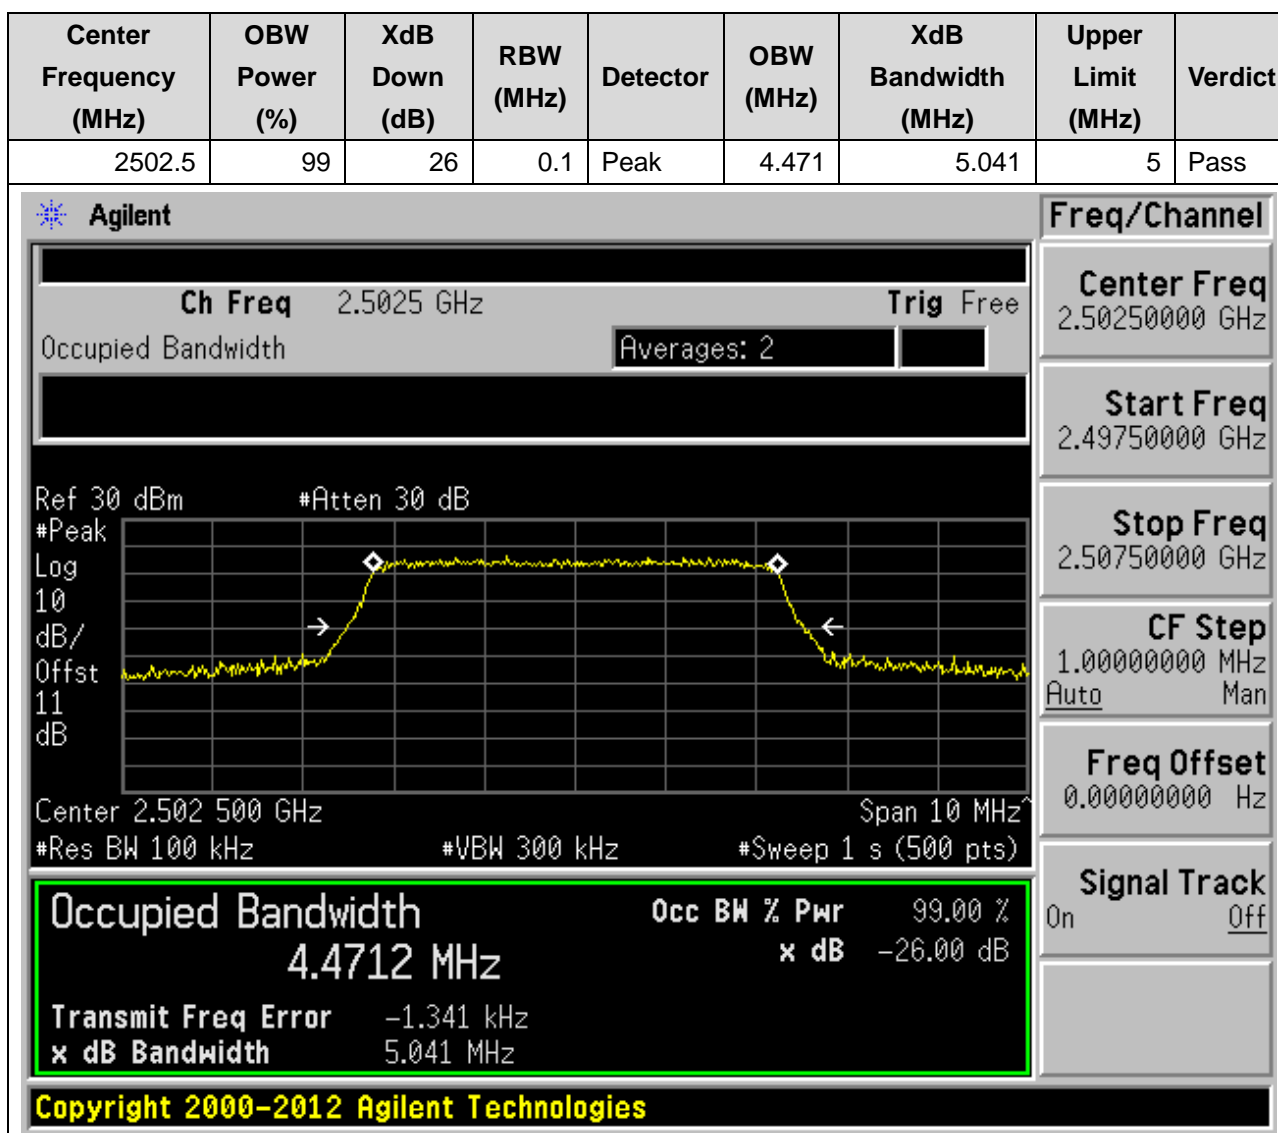 Center Frequency (MHz) OBW Power (%) XdB Down (dB) RBW (MHz) Detector OBW (MHz) XdB Bandwidth (MHz) Upper Limit (MHz) Verdict
2502.5 99 26 0.1 Peak 4.471 5.041 5 Pass
Agilent
Freq/Channel
Ch Freq 2.5025 GHz Trig Free
Occupied Bandwidth Averages: 2
Center Freq
2.50250000 GHz
Start Freq
2.49750000 GHz
Stop Freq
2.50750000 GHz
CF Step
1.00000000 MHz
Auto Man
Freq Offset
0.00000000 Hz
Signal Track
On Off
Ref 30 dBm #Atten 30 dB
#Peak
Log
10
dB/
Offst
11
dB
Center 2.502 500 GHz Span 10 MHz^
#Res BW 100 kHz #VBW 300 kHz #Sweep 1 s (500 pts)
Occupied Bandwidth Occ BW % Pwr 99.00 %
4.4712 MHz x dB -26.00 dB
Transmit Freq Error -1.341 kHz
x dB Bandwidth 5.041 MHz
Copyright 2000-2012 Agilent Technologies